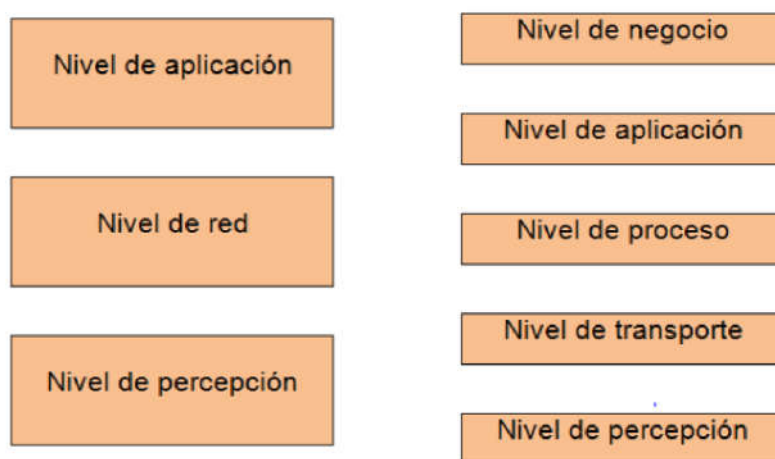 Nivel de aplicación
Nivel de red
Nivel de percepción
Nivel de negocio
Nivel de aplicación
Nivel de proceso
Nivel de transporte
Nivel de percepción